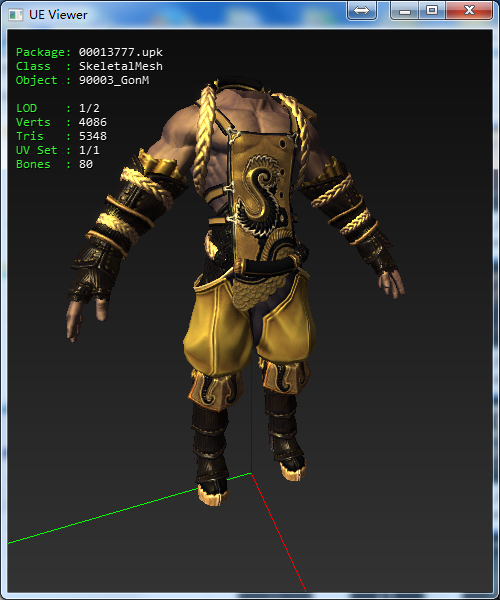 UE Viewer
Package: 00013777.upk
Class : SkeletalMesh
Object : 90003_GonM
LOD : 1/2
Verts : 4086
Tris : 5348
UV Set : 1/1
Bones : 80